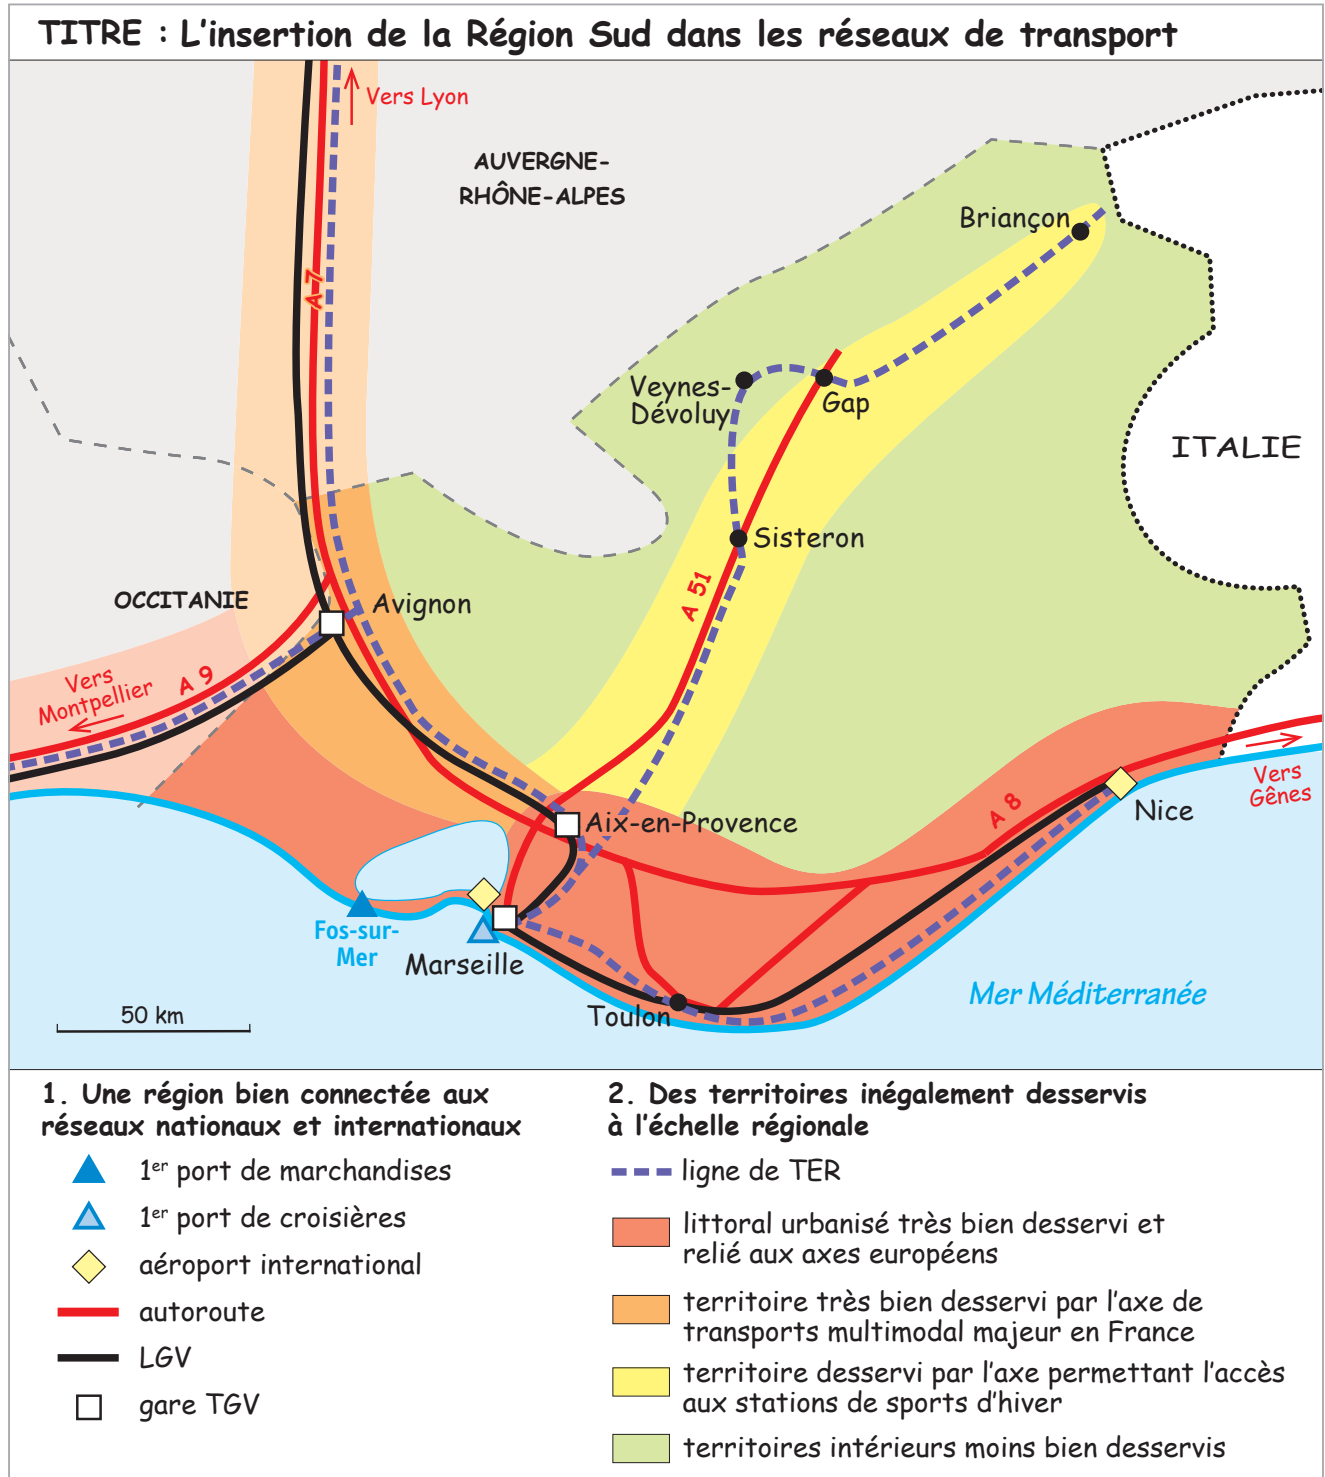 TITRE : L'insertion de la Région Sud dans les réseaux de transport
Vers Lyon
AUVERGNE-
RHÔNE-ALPES
Briançon
A 7
Veynes-
Dévoluy
Gap
ITALIE
Sisteron
A 51
OCCITANIE
Avignon
Vers
Montpellier
A 9
Vers
Gênes
A 8
Nice
Aix-en-Provence
Fos-sur-
Mer
Marseille
Toulon
Mer Méditerranée
50 km
1. Une région bien connectée aux
réseaux nationaux et internationaux
1er port de marchandises
1er port de croisières
aéroport international
autoroute
LGV
gare TGV
2. Des territoires inégalement desservis
à l'échelle régionale
ligne de TER
littoral urbanisé très bien desservi et
relié aux axes européens
territoire très bien desservi par l'axe de
transports multimodal majeur en France
territoire desservi par l'axe permettant l'accès
aux stations de sports d'hiver
territoires intérieurs moins bien desservis